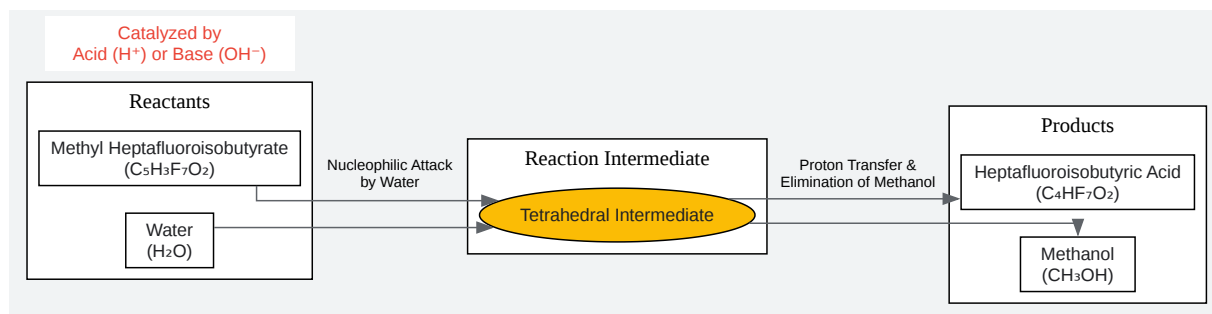 Catalyzed by
Acid (H⁺) or Base (OH⁻)
Reactants
Methyl Heptafluoroisobutyrate
(C₅H₃F₇O₂)
Water
(H₂O)
Nucleophilic Attack
by Water
Reaction Intermediate
Tetrahedral Intermediate
Proton Transfer &
Elimination of Methanol
Products
Heptafluoroisobutyric Acid
(C₄HF₇O₂)
Methanol
(CH₃OH)